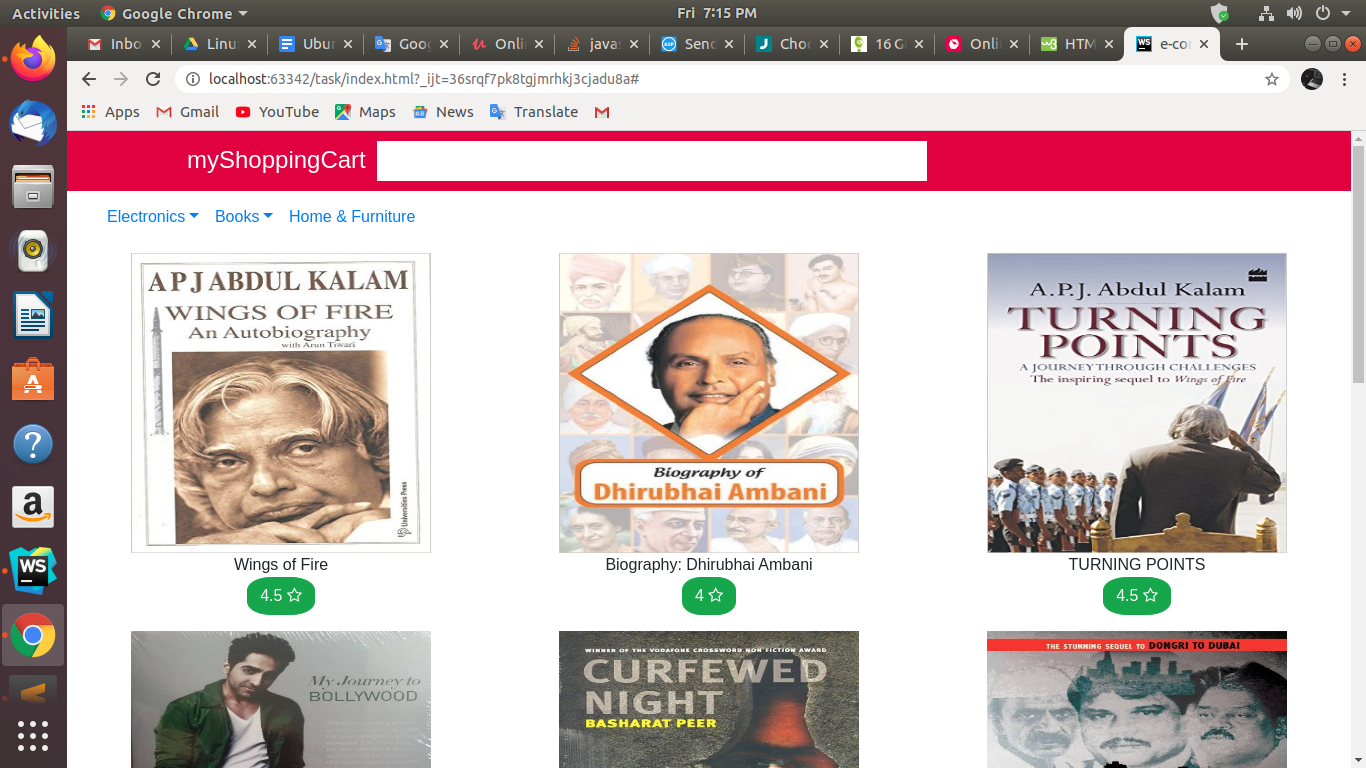 Activities Google Chrome Fri 7:15 PM
Inbo Linu Ubun Goog Onli javas Senc Choc 16 G Onli HTM e-cor
localhost:63342/task/index.html?_ijt=36srqf7pk8tgjmrhkj3cjadu8a#
Apps Gmail YouTube Maps News Translate
myShoppingCart
Electronics Books Home & Furniture
A P J ABDUL KALAM
WINGS OF FIRE
An Autobiography
with Arun Tiwari
Universities Press
Wings of Fire
4.5
Biography of
Dhirubhai Ambani
Biography: Dhirubhai Ambani
4
A.P.J. Abdul Kalam
TURNING
POINTS
A JOURNEY THROUGH CHALLENGES
The inspiring sequel to Wings of Fire
TURNING POINTS
4.5
My Journey to
BOLLYWOOD
WINNER OF THE VODAFONE CROSSWORD NON FICTION AWARD
CURFEWED
NIGHT
BASHARAT PEER
THE STUNNING SEQUEL TO DONGRI TO DUBAI
WS